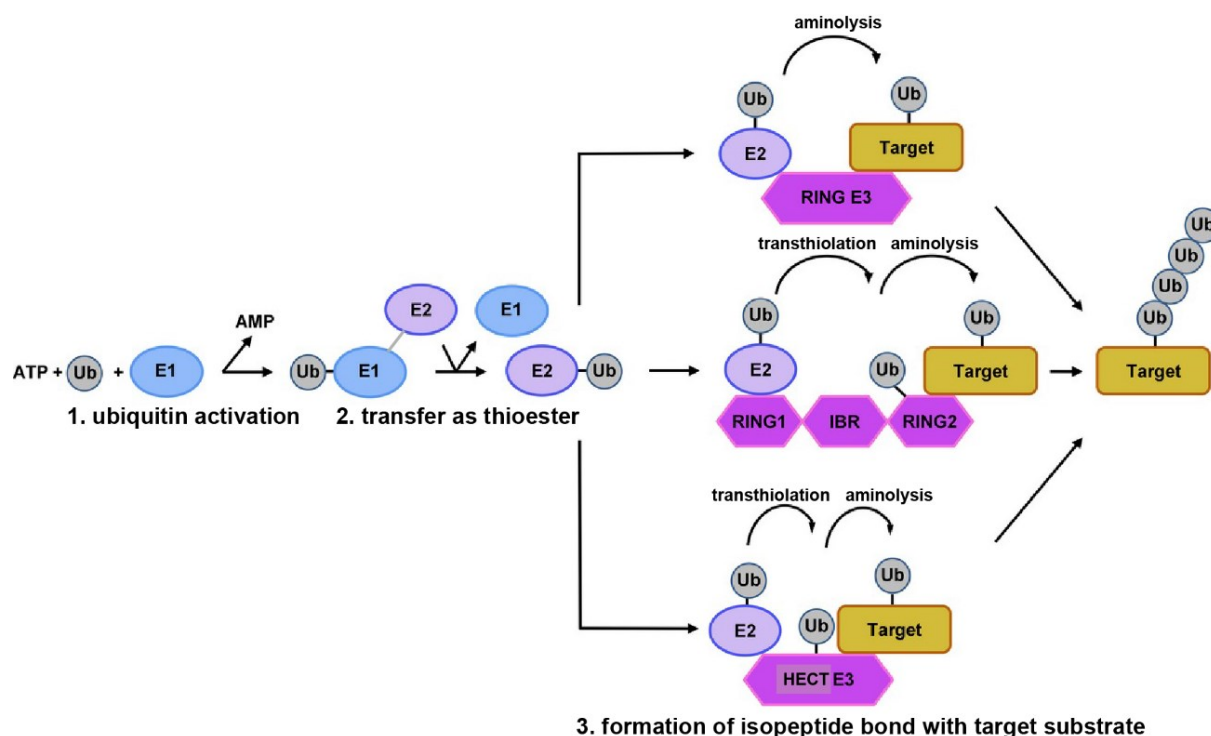 aminolysis
Ub
Ub
E2
Target
RING E3
transthiolation aminolysis
Ub
Ub
E2
Ub
Target
RING1 IBR RING2
ATP + Ub + E1
AMP
Ub E1
E2
E1
E2 Ub
1. ubiquitin activation 2. transfer as thioester
Ub
Ub
Ub
Ub
Target
transthiolation aminolysis
Ub
Ub
E2
Ub
Target
HECT E3
3. formation of isopeptide bond with target substrate